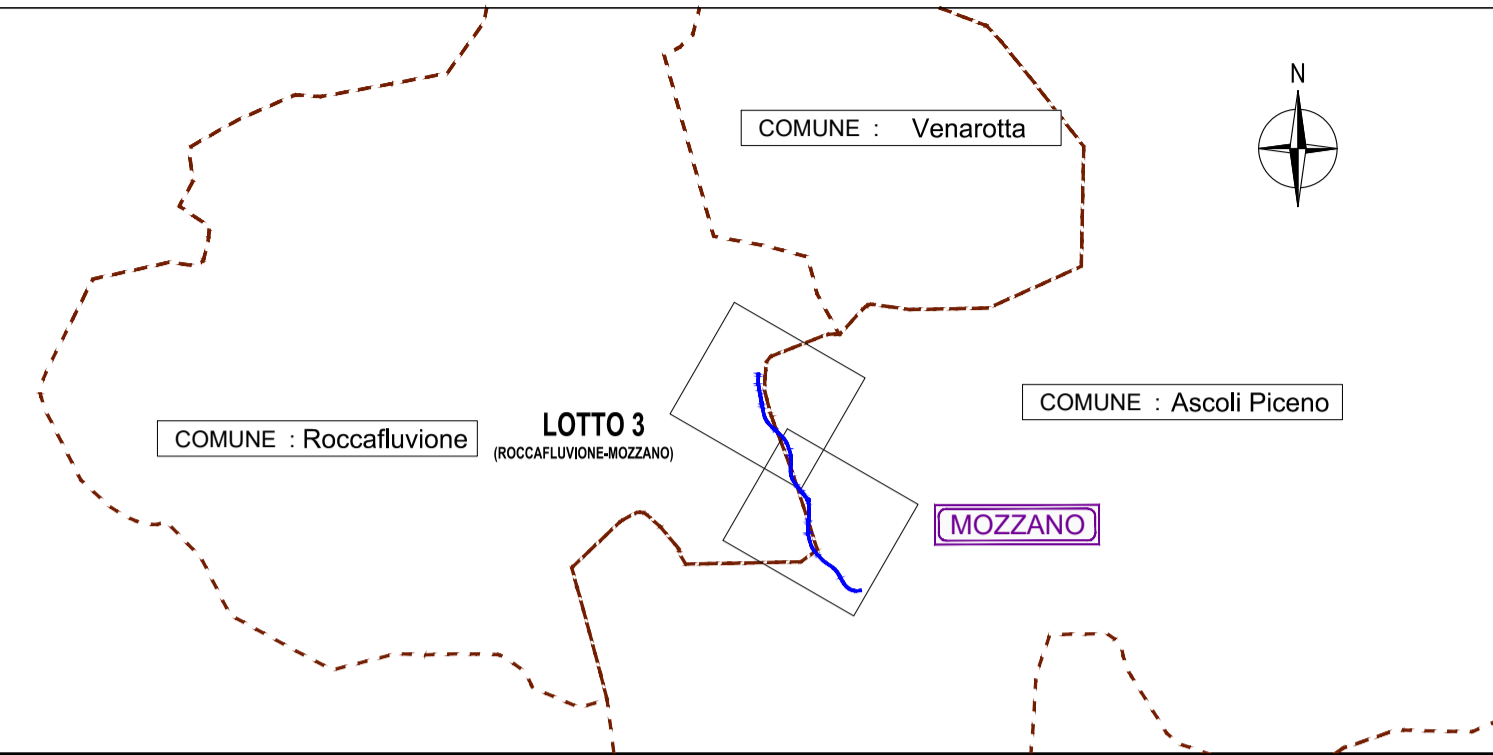 N
COMUNE : Venarotta
COMUNE : Ascoli Piceno
LOTTO 3
COMUNE : Roccafluvione
(ROCCAFLUVIONE-MOZZANO)
MOZZANO